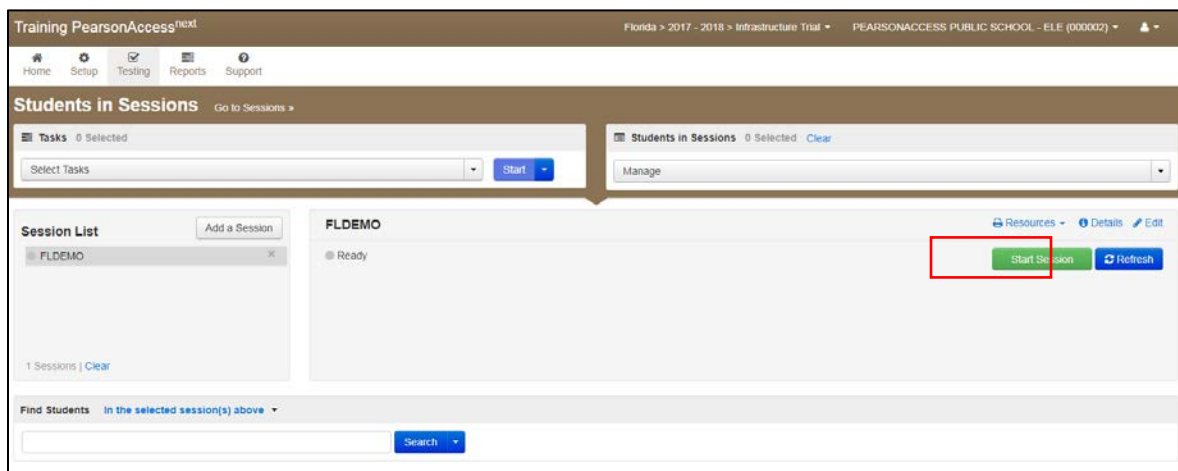 Training PearsonAccessnext Florida > 2017 - 2018 > Infrastructure Trial PEARSONACCESS PUBLIC SCHOOL - ELE (000002)
Home Setup Testing Reports Support
Students in Sessions Go to Sessions »
Tasks 0 Selected
Select Tasks Start
Students in Sessions 0 Selected Clear
Manage
Session List Add a Session
FLDEMO ×
1 Sessions | Clear
FLDEMO Resources Details Edit
Ready Start Session Refresh
Find Students In the selected session(s) above
Search